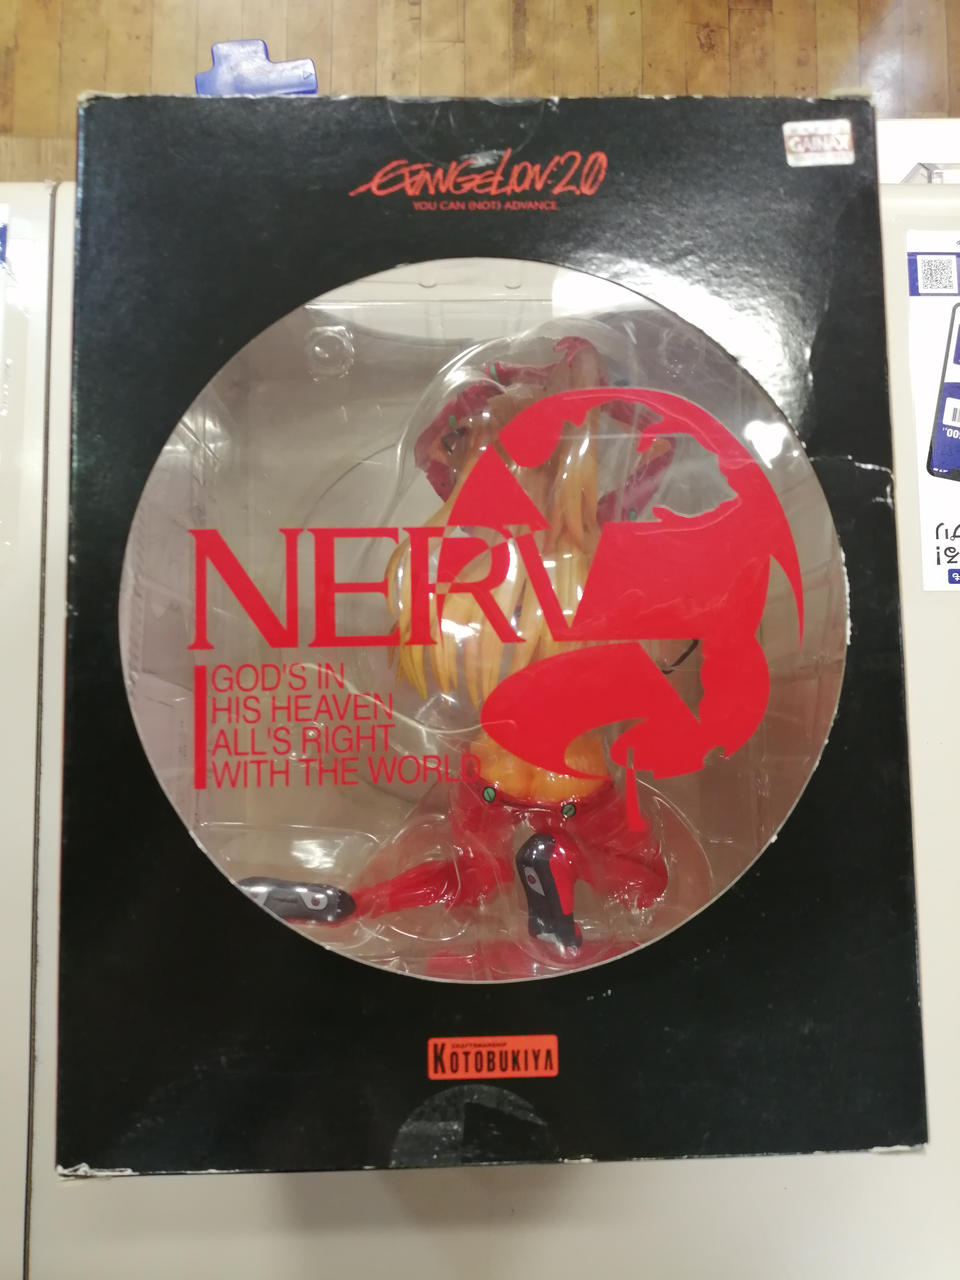 EVANGELION:2.0
YOU CAN (NOT) ADVANCE.
GAINAX
NERV
GOD'S IN
HIS HEAVEN
ALL'S RIGHT
WITH THE WORLD
CRAFTSMANSHIP
KOTOBUKIYA